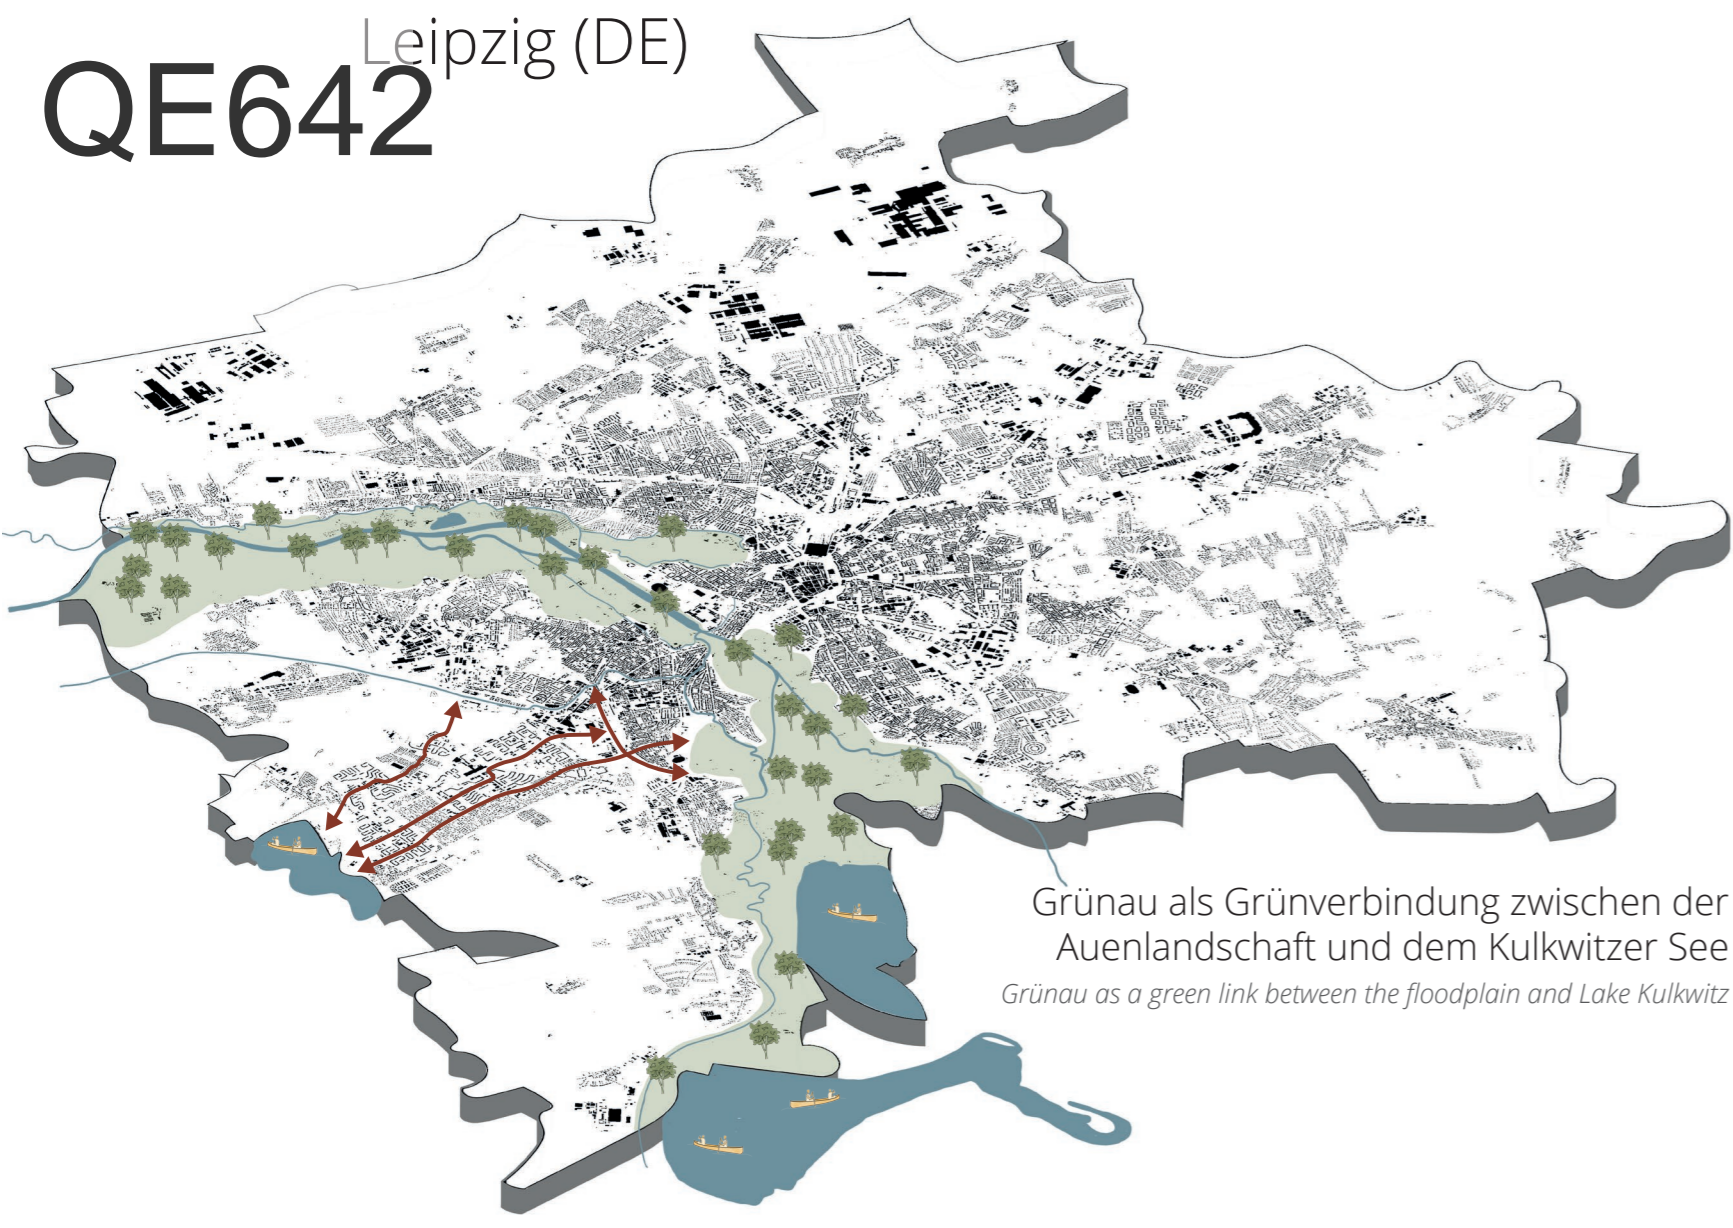 Leipzig (DE)
QE642
Grünau als Grünverbindung zwischen der
Auenlandschaft und dem Kulkwitzer See
Grünau as a green link between the floodplain and Lake Kulkwitz